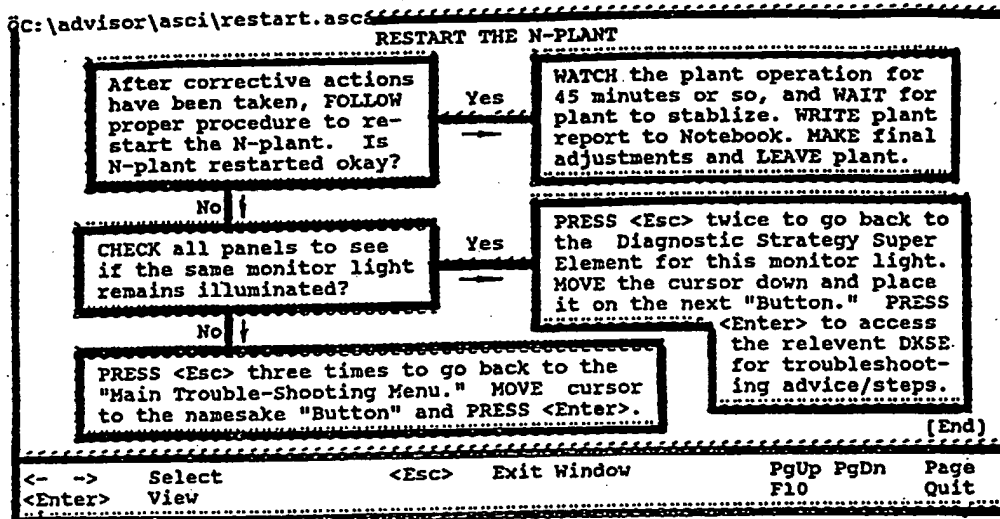 C:\advisor\asci\restart.asc
RESTART THE N-PLANT
After corrective actions
have been taken, FOLLOW
proper procedure to re-
start the N-plant. Is
N-plant restarted okay?
Yes
WATCH the plant operation for
45 minutes or so, and WAIT for
plant to stablize. WRITE plant
report to Notebook. MAKE final
adjustments and LEAVE plant.
No
CHECK all panels to see
if the same monitor light
remains illuminated?
Yes
PRESS <Esc> twice to go back to
the Diagnostic Strategy Super
Element for this monitor light.
MOVE the cursor down and place
it on the next "Button." PRESS
<Enter> to access
the relevent DKSE
for troubleshoot-
ing advice/steps.
No
PRESS <Esc> three times to go back to the
"Main Trouble-Shooting Menu." MOVE cursor
to the namesake "Button" and PRESS <Enter>.
[End]
<- -> Select <Esc> Exit Window PgUp PgDn Page
<Enter> View F10 Quit